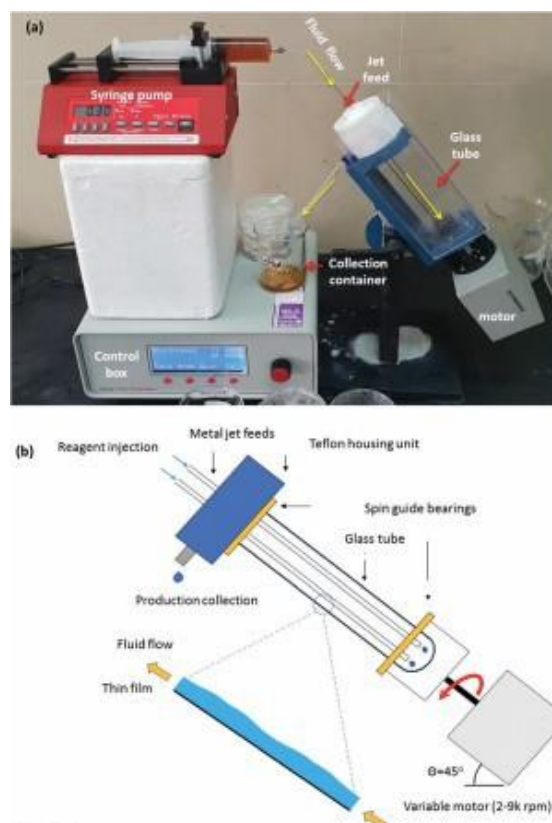 (a)
Fluid flow
Jet
feed
Syringe pump
Glass
tube
Collection
container
motor
Control
box
(b)
Metal jet feeds
Teflon housing unit
Reagent injection
Spin guide bearings
Glass tube
Production collection
Fluid flow
Thin film
Θ=45°
Variable motor (2-9k rpm)